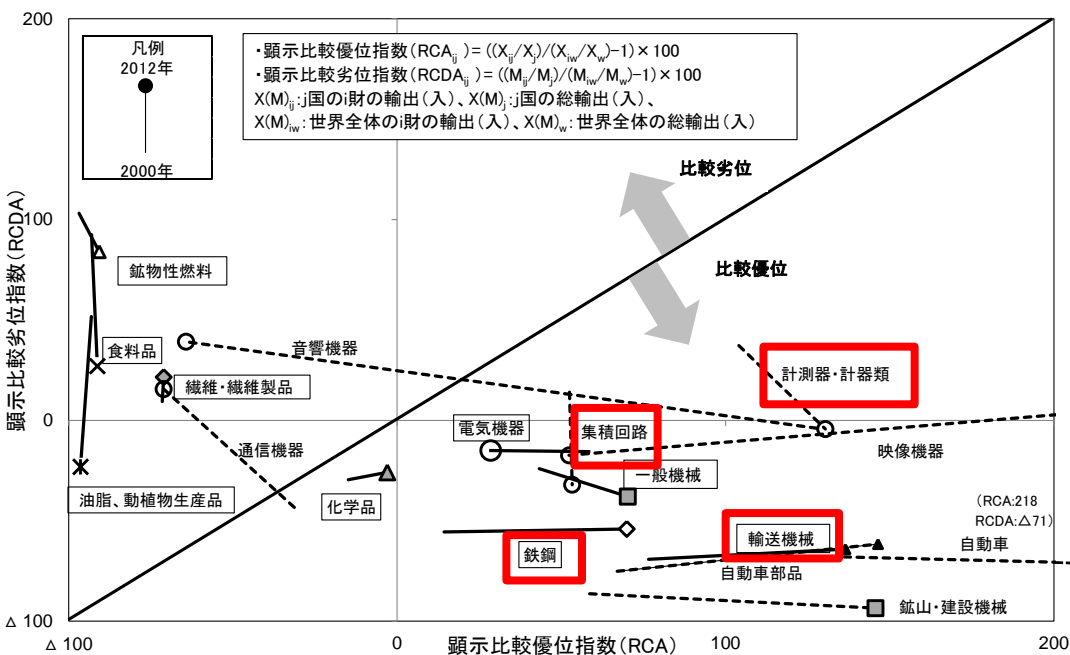 200
凡例
2012年
2000年
・顕示比較優位指数(RCAij )=((Xij/Xj)/(Xiw/Xw)-1)×100
・顕示比較劣位指数(RCDAij )=((Mij/Mj)/(Miw/Mw)-1)×100
X(M)ij:j国のi財の輸出(入)、X(M)j:j国の総輸出(入)、
X(M)iw:世界全体のi財の輸出(入)、X(M)w:世界全体の総輸出(入)
比較劣位
100
比較優位
鉱物性燃料
音響機器
食料品
計測器・計器類
繊維・繊維製品
0
電気機器
集積回路
通信機器
映像機器
一般機械
油脂、動植物生産品
化学品
(RCA:218
RCDA:△71)
鉄鋼
輸送機械
自動車
自動車部品
鉱山・建設機械
△ 100
△ 100
0
100
200
顕示比較優位指数(RCA)
顕示比較劣位指数(RCDA)